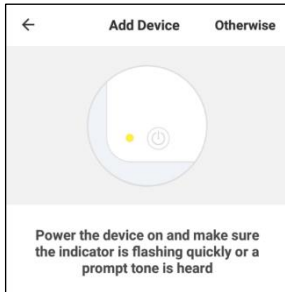 Add Device Otherwise
Power the device on and make sure
the indicator is flashing quickly or a
prompt tone is heard